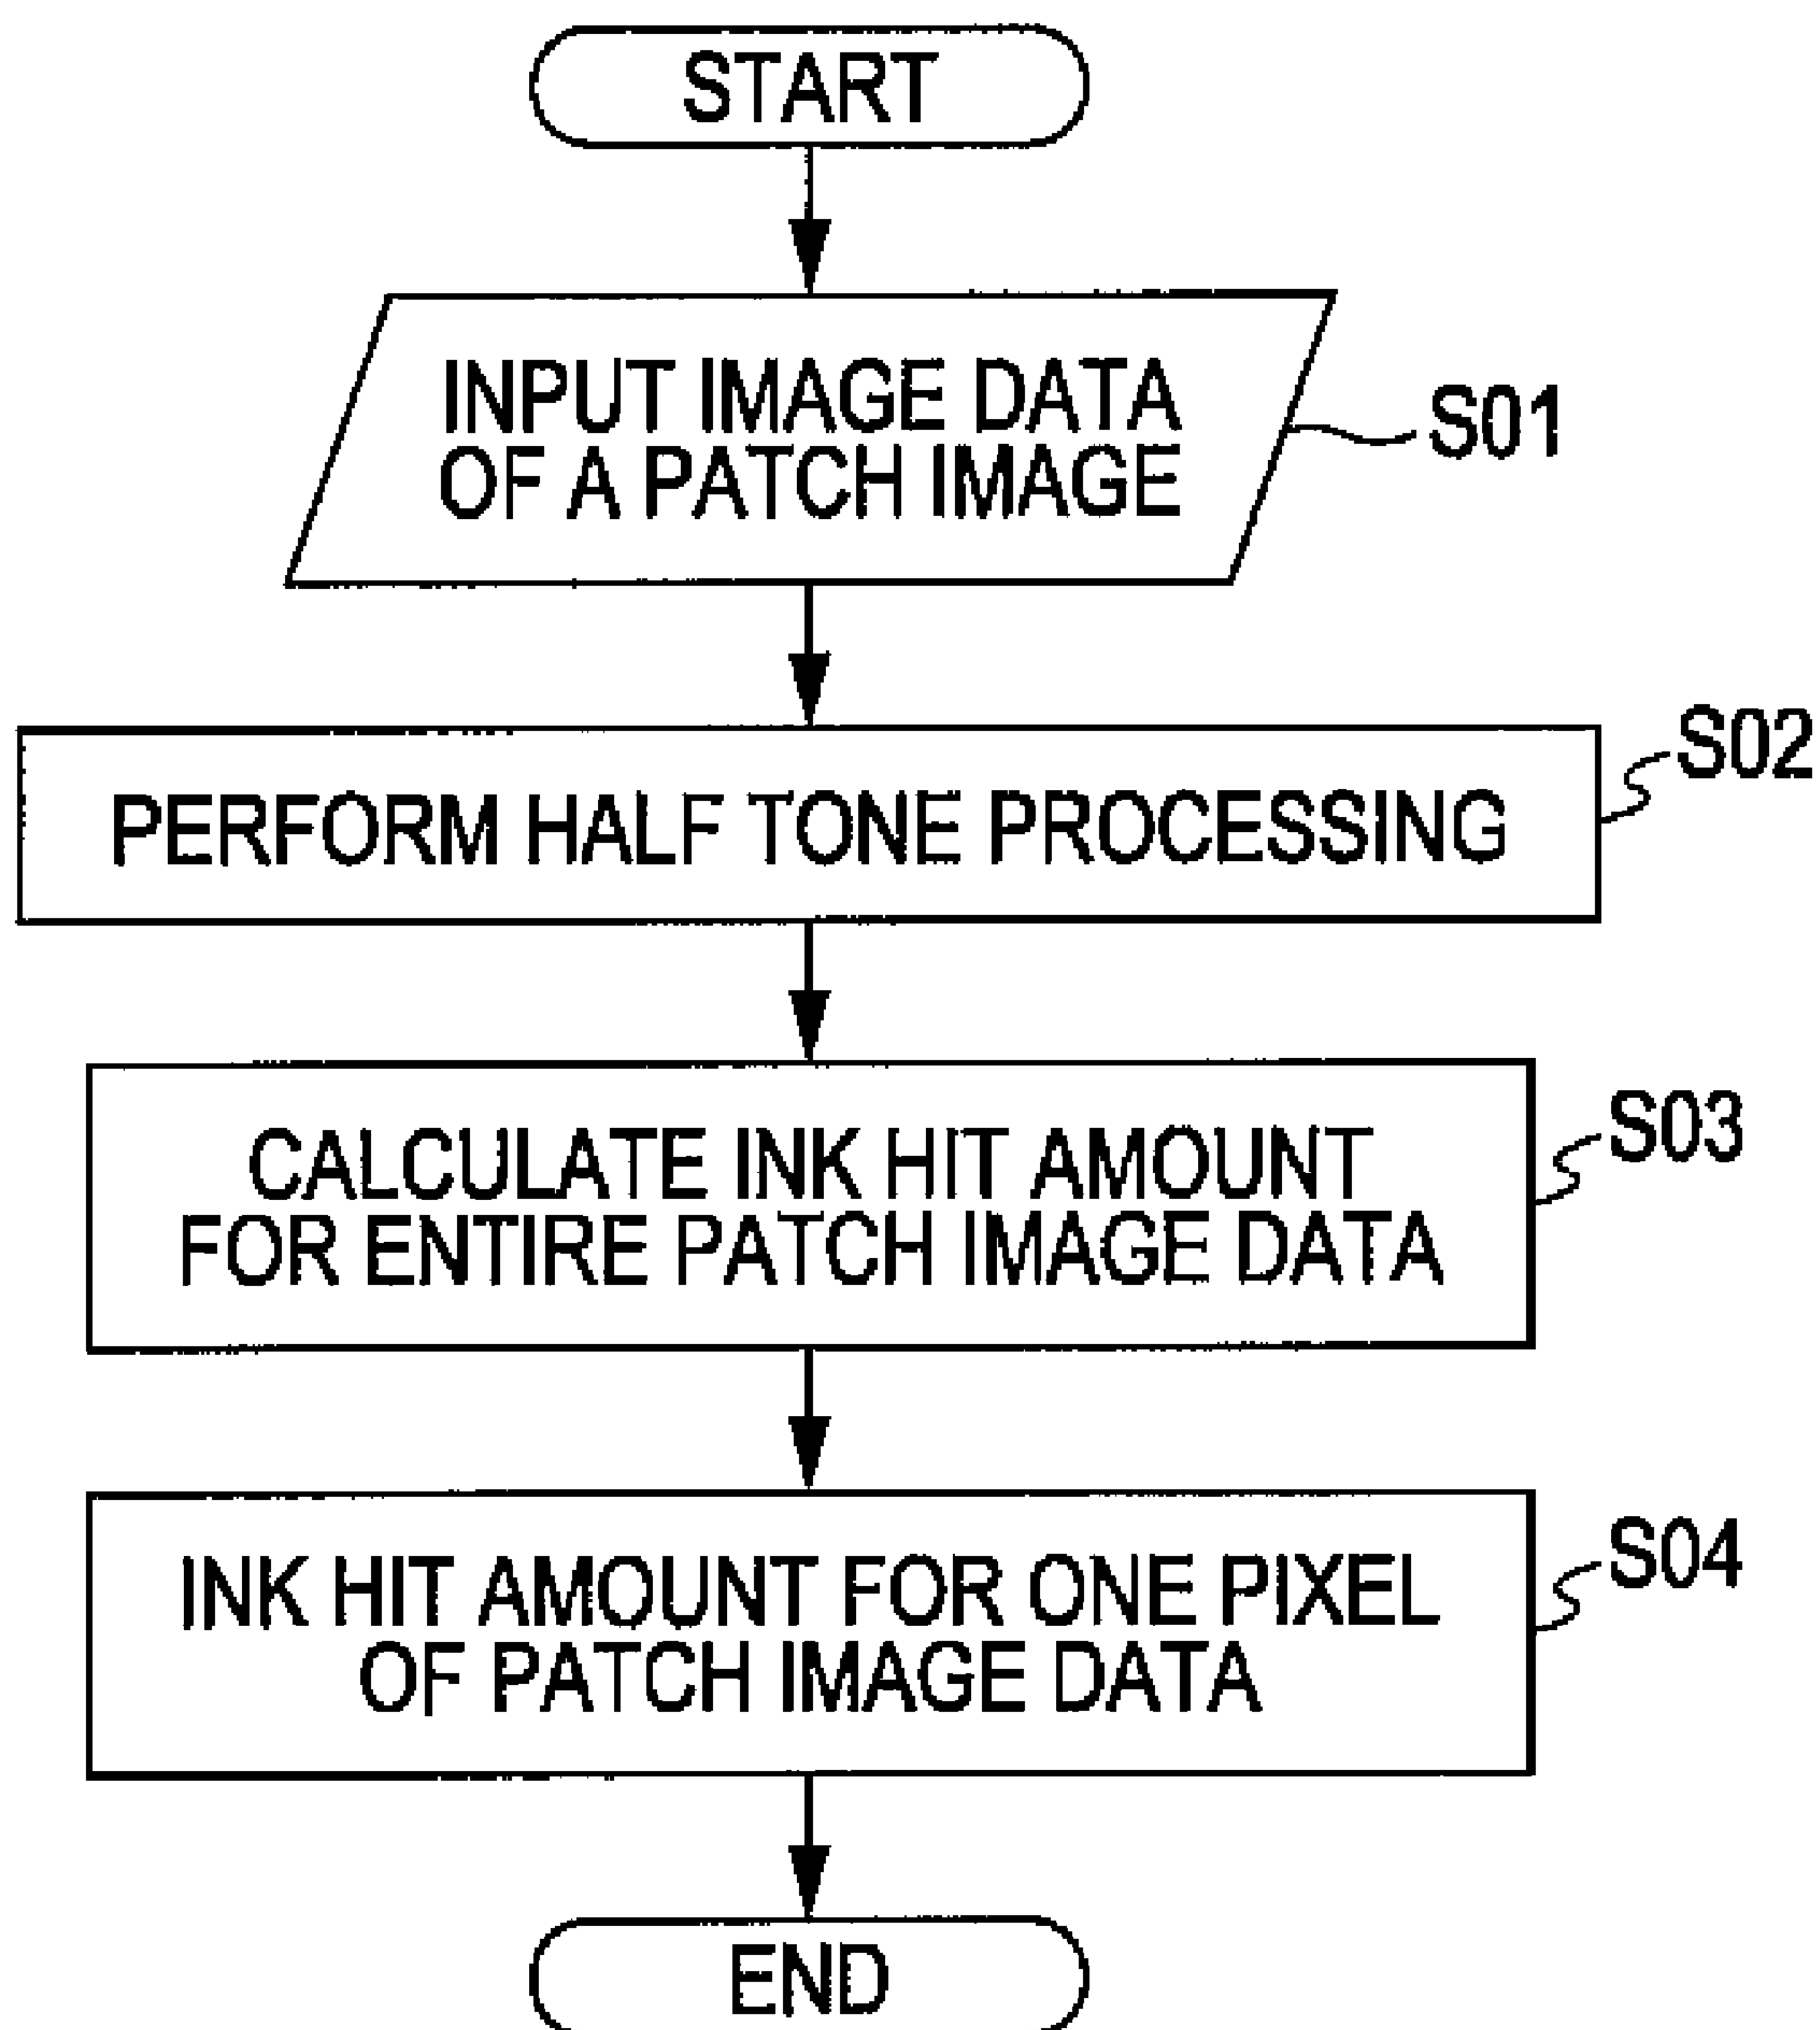 START
INPUT IMAGE DATA
OF A PATCH IMAGE
S01
PERFORM HALF TONE PROCESSING
S02
CALCULATE INK HIT AMOUNT
FOR ENTIRE PATCH IMAGE DATA
S03
INK HIT AMOUNT FOR ONE PIXEL
OF PATCH IMAGE DATA
S04
END